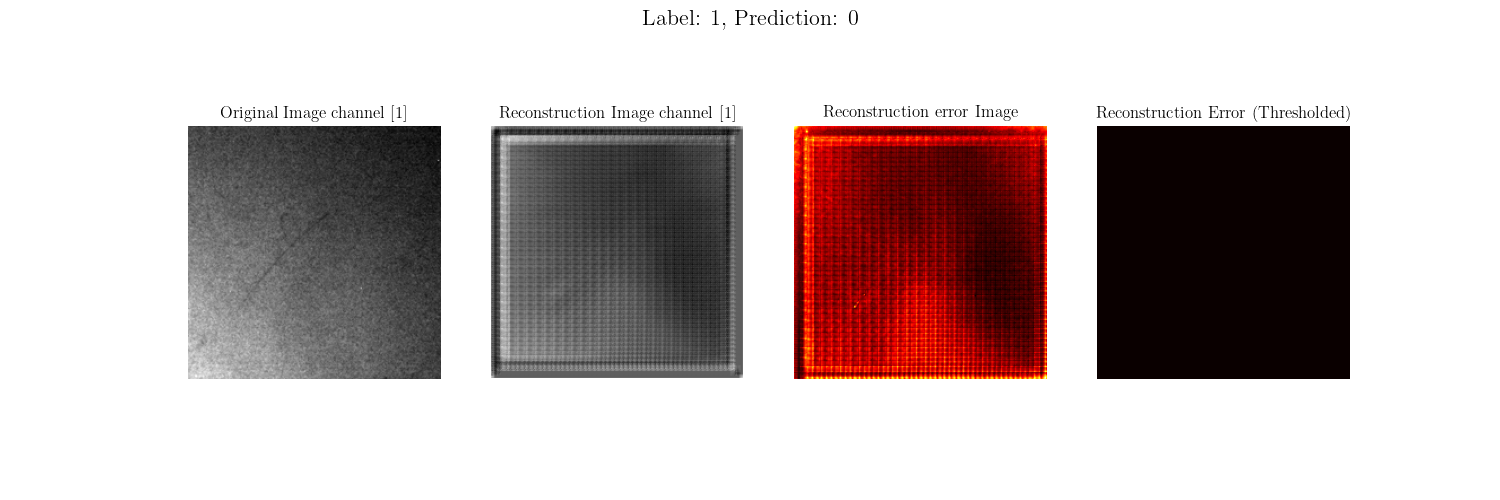 Label: 1, Prediction: 0
Original Image channel [1]
Reconstruction Image channel [1]
Reconstruction error Image
Reconstruction Error (Thresholded)